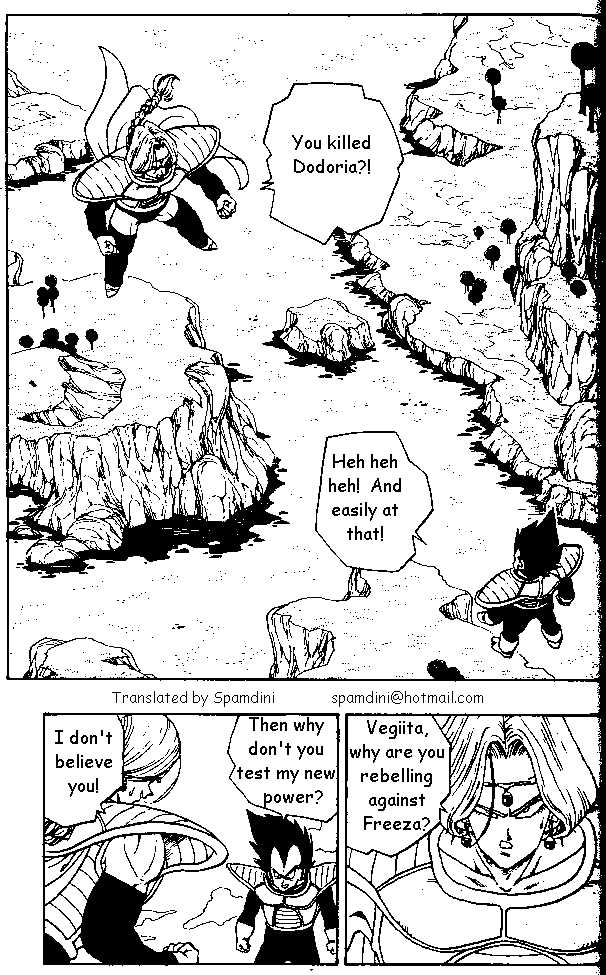 You killed
Dodoria?!
Heh heh
heh! And
easily at
that!
Translated by Spamdini spamdini@hotmail.com
I don't
believe
you!
Then why
don't you
test my new
power?
Vegiita,
why are you
rebelling
against
Freeza?